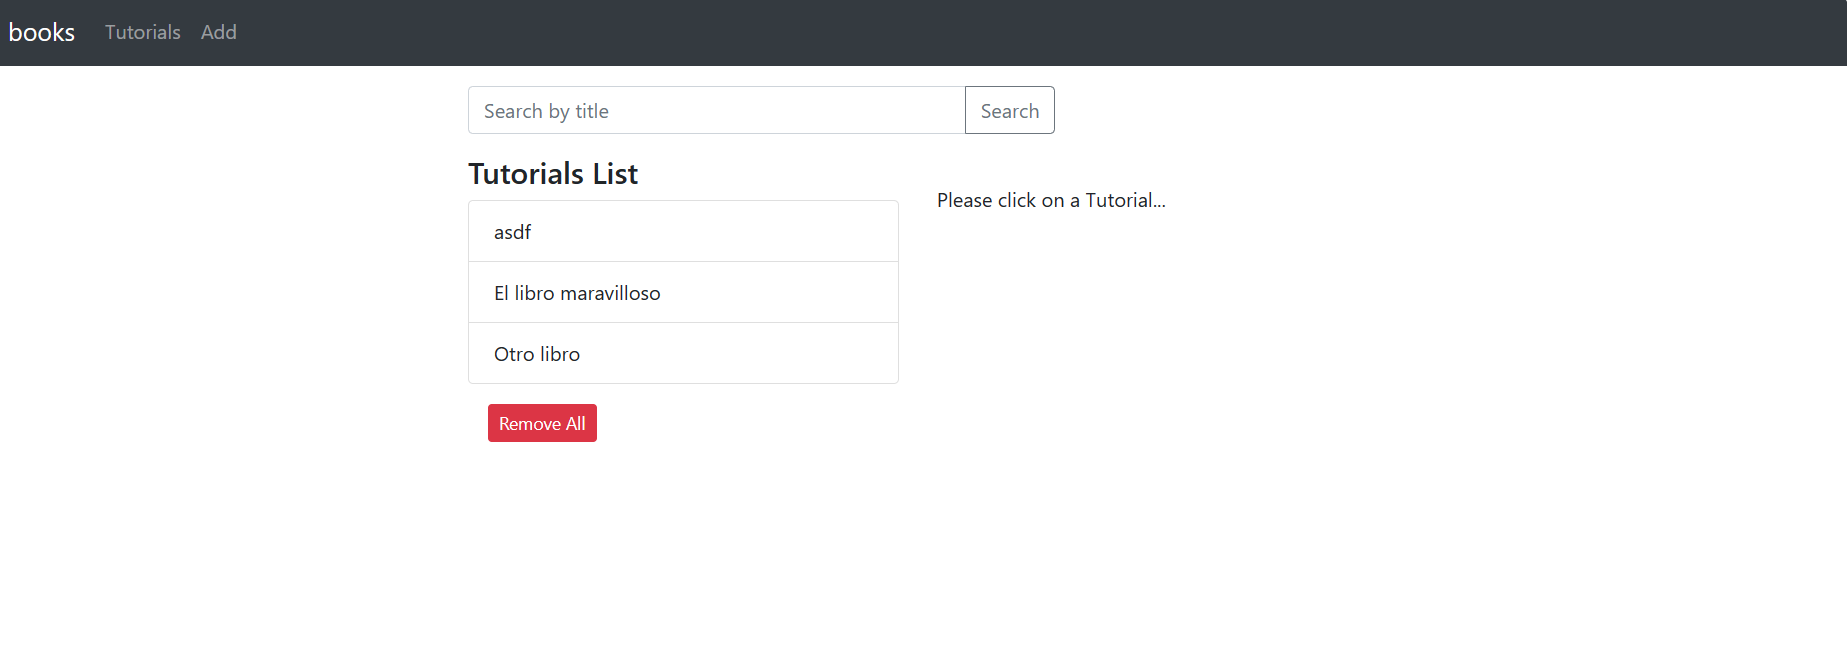 books Tutorials Add
Search by title Search
Tutorials List
Please click on a Tutorial...
asdf
El libro maravilloso
Otro libro
Remove All